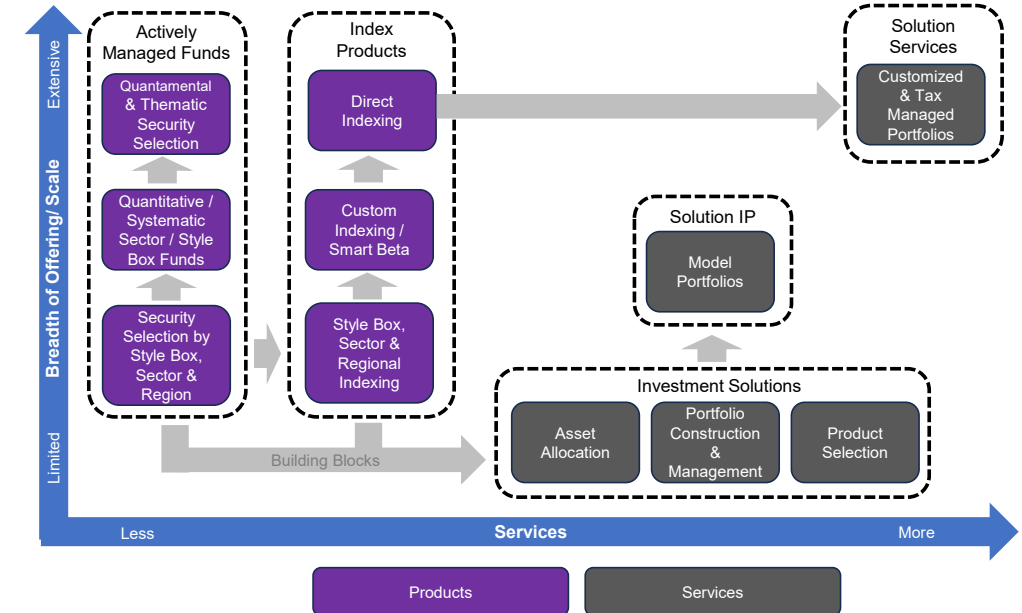 Extensive
Breadth of Offering/ Scale
Limited
Actively
Managed Funds
Quantamental
& Thematic
Security
Selection
Quantitative /
Systematic
Sector / Style
Box Funds
Security
Selection by
Style Box,
Sector &
Region
Index
Products
Direct
Indexing
Custom
Indexing /
Smart Beta
Style Box,
Sector &
Regional
Indexing
Solution
Services
Customized
& Tax
Managed
Portfolios
Solution IP
Model
Portfolios
Investment Solutions
Asset
Allocation
Portfolio
Construction
&
Management
Product
Selection
Building Blocks
Less
Services
More
Products
Services